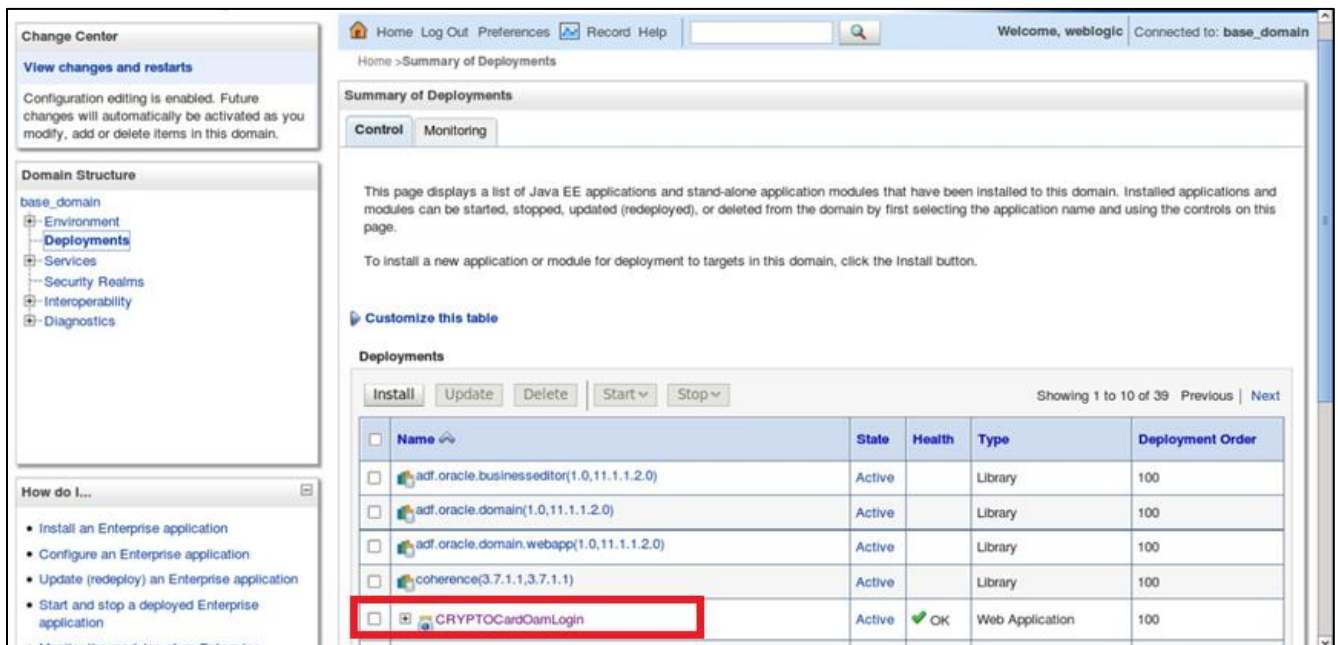 Change Center
View changes and restarts
Configuration editing is enabled. Future
changes will automatically be activated as you
modify, add or delete items in this domain.
Domain Structure
base_domain
Environment
Deployments
Services
Security Realms
Interoperability
Diagnostics
How do I...
Install an Enterprise application
Configure an Enterprise application
Update (redeploy) an Enterprise application
Start and stop a deployed Enterprise
application
Home Log Out Preferences Record Help
Welcome, weblogic Connected to: base_domain
Home >Summary of Deployments
Summary of Deployments
Control Monitoring
This page displays a list of Java EE applications and stand-alone application modules that have been installed to this domain. Installed applications and
modules can be started, stopped, updated (redeployed), or deleted from the domain by first selecting the application name and using the controls on this
page.
To install a new application or module for deployment to targets in this domain, click the Install button.
Customize this table
Deployments
Install Update Delete Start Stop Showing 1 to 10 of 39 Previous | Next
Name State Health Type Deployment Order
adf.oracle.businesseditor(1.0,11.1.1.2.0) Active Library 100
adf.oracle.domain(1.0,11.1.1.2.0) Active Library 100
adf.oracle.domain.webapp(1.0,11.1.1.2.0) Active Library 100
coherence(3.7.1.1,3.7.1.1) Active Library 100
CRYPTOCardOamLogin Active OK Web Application 100